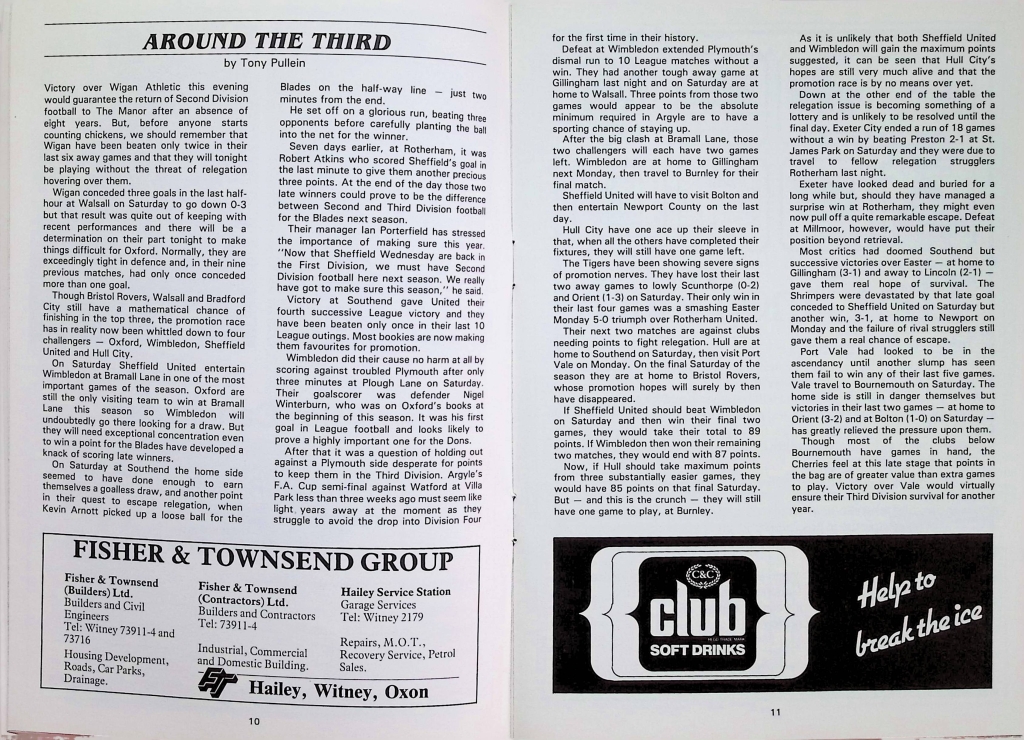 AROUND THE THIRD
by Tony Pullein
Victory over Wigan Athletic this evening
would guarantee the return of Second Division
football to The Manor after an absence of
eight years. But, before anyone starts
counting chickens, we should remember that
Wigan have been beaten only twice in their
last six away games and that they will tonight
be playing without the threat of relegation
hovering over them.
Wigan conceded three goals in the last half-
hour at Walsall on Saturday to go down 0-3
but that result was quite out of keeping with
recent performances and there will be a
determination on their part tonight to make
things difficult for Oxford. Normally, they are
exceedingly tight in defence and, in their nine
previous matches, had only once conceded
more than one goal.
Though Bristol Rovers, Walsall and Bradford
City still have a mathematical chance of
finishing in the top three, the promotion race
has in reality now been whittled down to four
challengers — Oxford, Wimbledon, Sheffield
United and Hull City.
On Saturday Sheffield United entertain
Wimbledon at Bramall Lane in one of the most
important games of the season. Oxford are
still the only visiting team to win at Bramall
Lane this season so Wimbledon will
undoubtedly go there looking for a draw. But
they will need exceptional concentration even
to win a point for the Blades have developed a
knack of scoring late winners.
On Saturday at Southend the home side
seemed to have done enough to earn
themselves a goalless draw, and another point
in their quest to escape relegation, when
Kevin Arnott picked up a loose ball for the
Blades on the half-way line — just two
minutes from the end.
He set off on a glorious run, beating three
opponents before carefully planting the ball
into the net for the winner.
Seven days earlier, at Rotherham, it was
Robert Atkins who scored Sheffield's goal in
the last minute to give them another precious
three points. At the end of the day those two
late winners could prove to be the difference
between Second and Third Division football
for the Blades next season.
Their manager Ian Porterfield has stressed
the importance of making sure this year.
"Now that Sheffield Wednesday are back in
the First Division, we must have Second
Division football here next season. We really
have got to make sure this season," he said.
Victory at Southend gave United their
fourth successive League victory and they
have been beaten only once in their last 10
League outings. Most bookies are now making
them favourites for promotion.
Wimbledon did their cause no harm at all by
scoring against troubled Plymouth after only
three minutes at Plough Lane on Saturday.
Their goalscorer was defender Nigel
Winterburn, who was on Oxford's books at
the beginning of this season. It was his first
goal in League football and looks likely to
prove a highly important one for the Dons.
After that it was a question of holding out
against a Plymouth side desperate for points
to keep them in the Third Division. Argyle's
F.A. Cup semi-final against Watford at Villa
Park less than three weeks ago must seem like
light years away at the moment as they
struggle to avoid the drop into Division Four
FISHER & TOWNSEND GROUP
Fisher & Townsend
(Builders) Ltd.
Builders and Civil
Engineers
Tel: Witney 73911-4 and
73716
Housing Development,
Roads, Car Parks,
Drainage.
Fisher & Townsend
(Contractors) Ltd.
Builders and Contractors
Tel: 73911-4
Industrial, Commercial
and Domestic Building.
Hailey Service Station
Garage Services
Tel: Witney 2179
Repairs, M.O.T.,
Recovery Service, Petrol
Sales.
FT Hailey, Witney, Oxon
10
for the first time in their history.
Defeat at Wimbledon extended Plymouth's
dismal run to 10 League matches without a
win. They had another tough away game at
Gillingham last night and on Saturday are at
home to Walsall. Three points from those two
games would appear to be the absolute
minimum required in Argyle are to have a
sporting chance of staying up.
After the big clash at Bramall Lane, those
two challengers will each have two games
left. Wimbledon are at home to Gillingham
next Monday, then travel to Burnley for their
final match.
Sheffield United will have to visit Bolton and
then entertain Newport County on the last
day.
Hull City have one ace up their sleeve in
that, when all the others have completed their
fixtures, they will still have one game left.
The Tigers have been showing severe signs
of promotion nerves. They have lost their last
two away games to lowly Scunthorpe (0-2)
and Orient (1-3) on Saturday. Their only win in
their last four games was a smashing Easter
Monday 5-0 triumph over Rotherham United.
Their next two matches are against clubs
needing points to fight relegation. Hull are at
home to Southend on Saturday, then visit Port
Vale on Monday. On the final Saturday of the
season they are at home to Bristol Rovers,
whose promotion hopes will surely by then
have disappeared.
If Sheffield United should beat Wimbledon
on Saturday and then win their final two
games, they would take their total to 89
points. If Wimbledon then won their remaining
two matches, they would end with 87 points.
Now, if Hull should take maximum points
from three substantially easier games, they
would have 85 points on that final Saturday.
But — and this is the crunch — they will still
have one game to play, at Burnley.
As it is unlikely that both Sheffield United
and Wimbledon will gain the maximum points
suggested, it can be seen that Hull City's
hopes are still very much alive and that the
promotion race is by no means over yet.
Down at the other end of the table the
relegation issue is becoming something of a
lottery and is unlikely to be resolved until the
final day. Exeter City ended a run of 18 games
without a win by beating Preston 2-1 at St.
James Park on Saturday and they were due to
travel to fellow relegation strugglers
Rotherham last night.
Exeter have looked dead and buried for a
long while but, should they have managed a
surprise win at Rotherham, they might even
now pull off a quite remarkable escape. Defeat
at Millmoor, however, would have put their
position beyond retrieval.
Most critics had doomed Southend but
successive victories over Easter — at home to
Gillingham (3-1) and away to Lincoln (2-1) —
gave them real hope of survival. The
Shrimpers were devastated by that late goal
conceded to Sheffield United on Saturday but
another win, 3-1, at home to Newport on
Monday and the failure of rival strugglers still
gave them a real chance of escape.
Port Vale had looked to be in the
ascendancy until another slump has seen
them fail to win any of their last five games.
Vale travel to Bournemouth on Saturday. The
home side is still in danger themselves but
victories in their last two games — at home to
Orient (3-2) and at Bolton (1-0) on Saturday —
has greatly relieved the pressure upon them.
Though most of the clubs below
Bournemouth have games in hand, the
Cherries feel at this late stage that points in
the bag are of greater value than extra games
to play. Victory over Vale would virtually
ensure their Third Division survival for another
year.
C&C
club
REGD TRADE MARK
SOFT DRINKS
Help to
break the ice
11